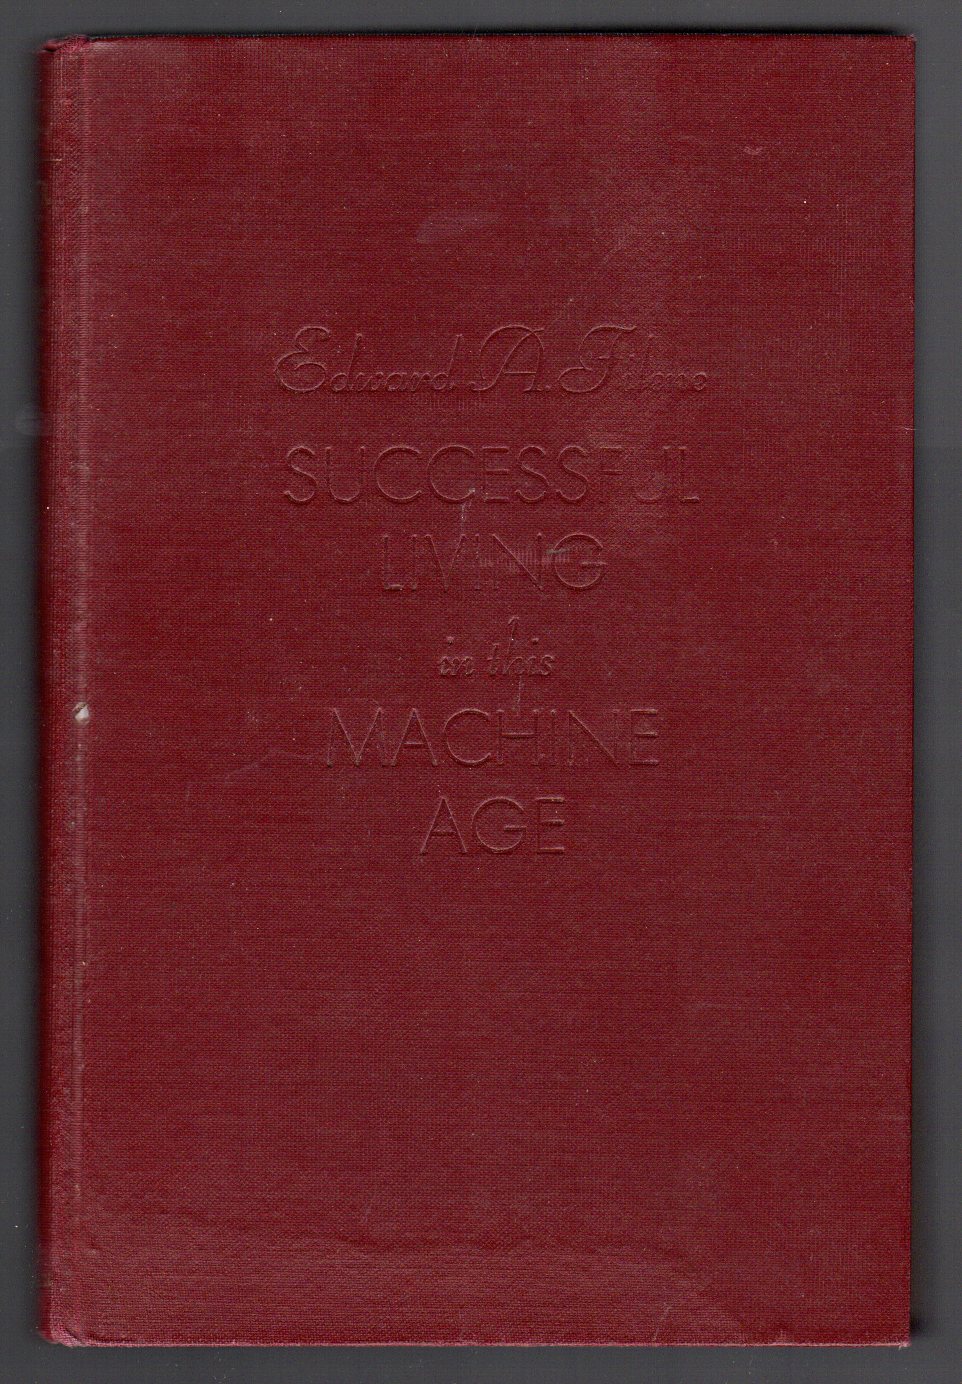 Edward A. Filene
SUCCESSFUL
LIVING
in this
MACHINE
AGE